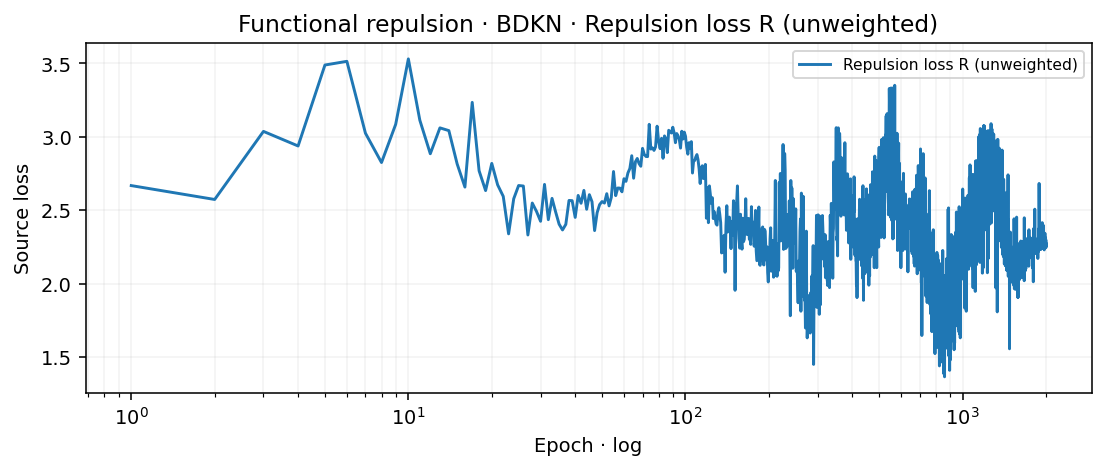 Functional repulsion · BDKN · Repulsion loss R (unweighted)
Repulsion loss R (unweighted)
Source loss
3.5
3.0
2.5
2.0
1.5
10⁰
10¹
10²
10³
Epoch · log